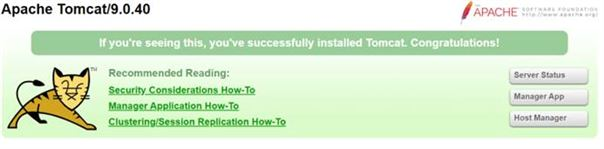 Apache Tomcat/9.0.40
THE
APACHE
SOFTWARE FOUNDATION
http://www.apache.org/
If you're seeing this, you've successfully installed Tomcat. Congratulations!
TM
Recommended Reading:
Security Considerations How-To
Manager Application How-To
Clustering/Session Replication How-To
Server Status
Manager App
Host Manager